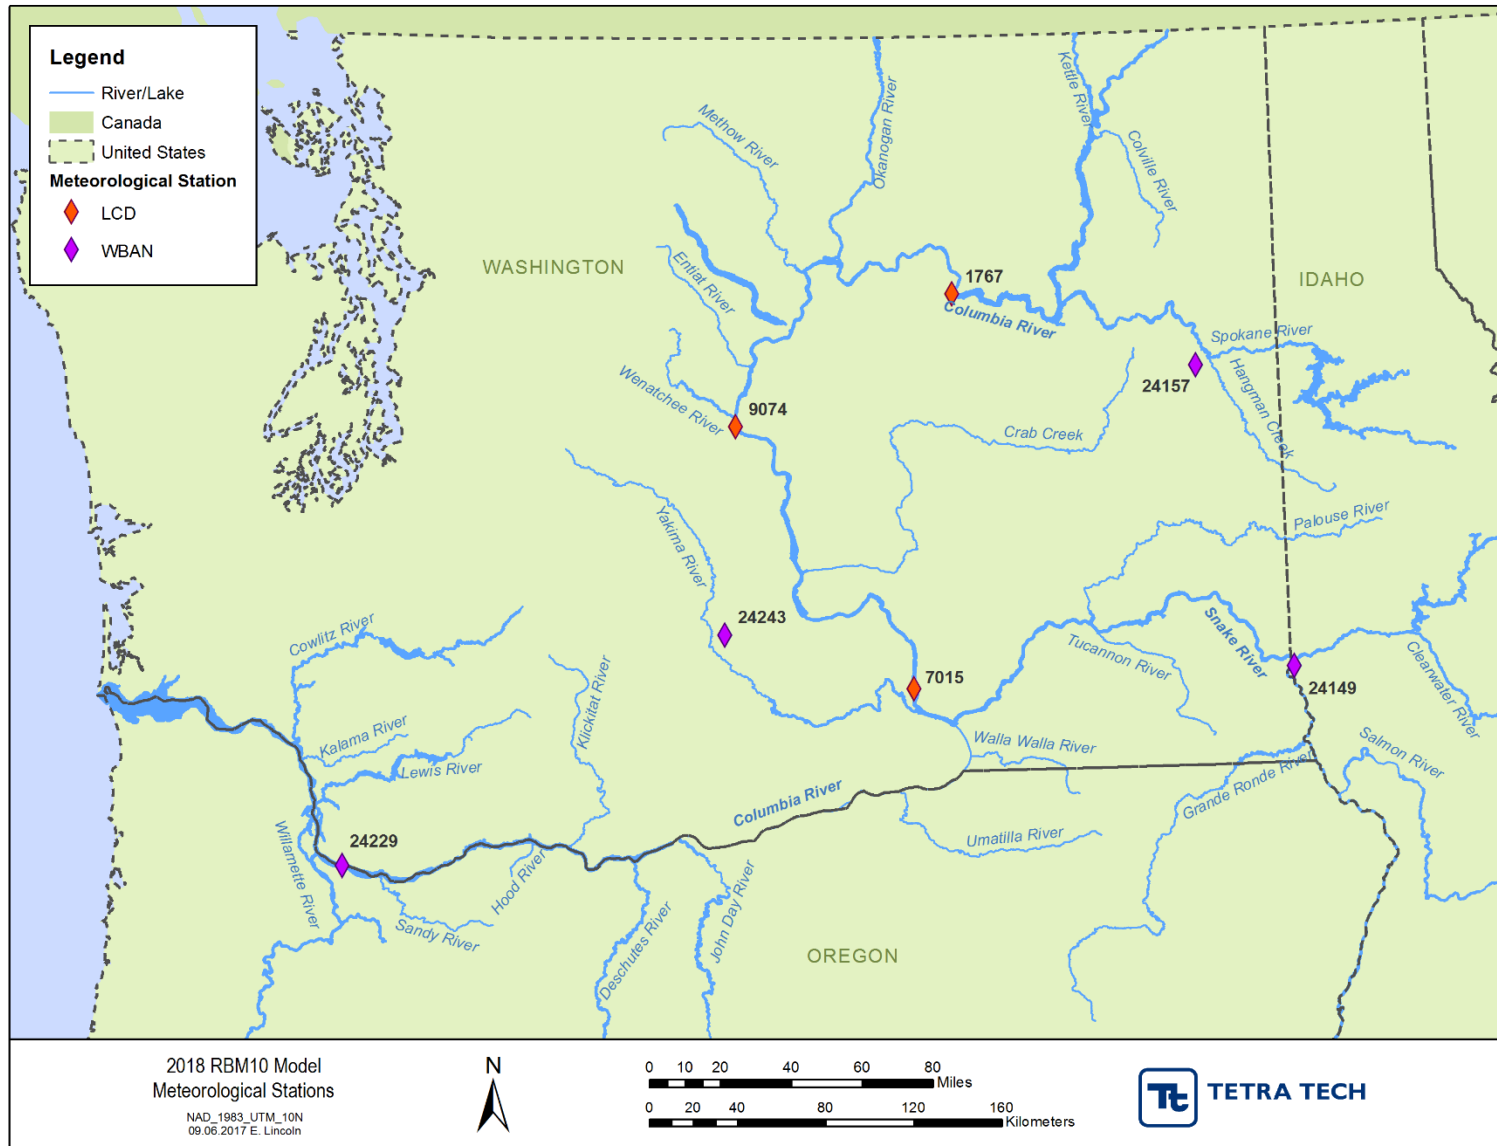 Legend
River/Lake
Canada
United States
Meteorological Station
LCD
WBAN
WASHINGTON
IDAHO
OREGON
Methow River
Okanogan River
Kettle River
Colville River
Entiat River
1767
Columbia River
Spokane River
24157
Hangman Creek
Wenatchee River
9074
Crab Creek
Palouse River
Yakima River
24243
Cowlitz River
Klickitat River
7015
Tucannon River
Snake River
24149
Clearwater River
Kalama River
Lewis River
Walla Walla River
Salmon River
Grande Ronde River
Columbia River
Umatilla River
24229
Willamette River
Hood River
Sandy River
Deschutes River
John Day River
2018 RBM10 Model
Meteorological Stations
NAD_1983_UTM_10N
09.06.2017 E. Lincoln
N
0 10 20 40 60 80
Miles
0 20 40 80 120 160
Kilometers
Tt
TETRA TECH